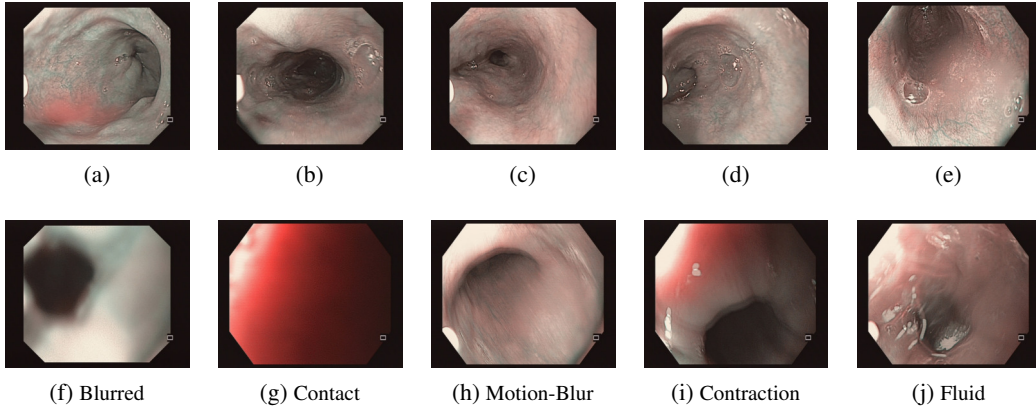 (a) (b) (c) (d) (e)
(f) Blurred (g) Contact (h) Motion-Blur (i) Contraction (j) Fluid